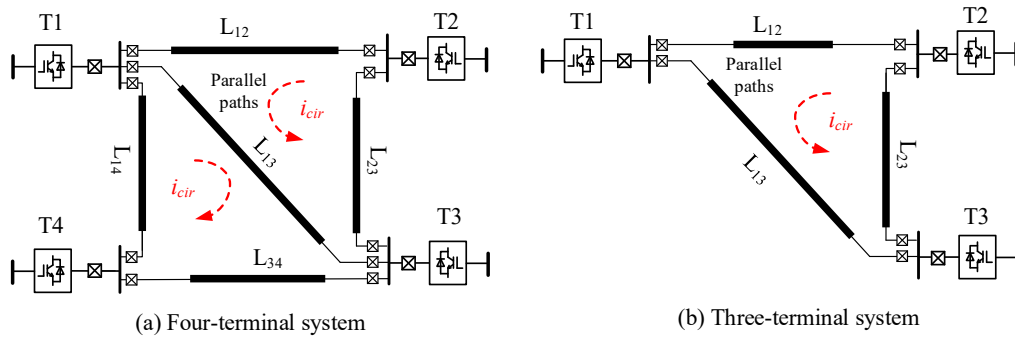 T1
L12
T2
Parallel
paths
icir
L13
L23
L14
icir
T4
L34
T3
(a) Four-terminal system
T1
L12
T2
Parallel
paths
icir
L13
L23
T3
(b) Three-terminal system